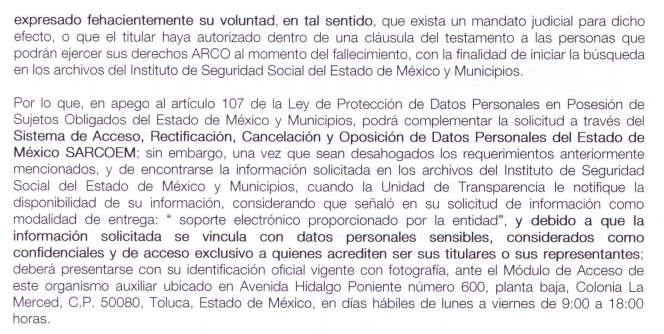 expresado fehacientemente su voluntad, en tal sentido, que exista un mandato judicial para dicho
efecto, o que el titular haya autorizado dentro de una cláusula del testamento a las personas que
podrán ejercer sus derechos ARCO al momento del fallecimiento, con la finalidad de iniciar la búsqueda
en los archivos del Instituto de Seguridad Social del Estado de México y Municipios.
Por lo que, en apego al artículo 107 de la Ley de Protección de Datos Personales en Posesión de
Sujetos Obligados del Estado de México y Municipios, podrá complementar la solicitud a través del
Sistema de Acceso, Rectificación, Cancelación y Oposición de Datos Personales del Estado de
México SARCOEM; sin embargo, una vez que sean desahogados los requerimientos anteriormente
mencionados, y de encontrarse la información solicitada en los archivos del Instituto de Seguridad
Social del Estado de México y Municipios, cuando la Unidad de Transparencia le notifique la
disponibilidad de su información, considerando que señaló en su solicitud de información como
modalidad de entrega: “ soporte electrónico proporcionado por la entidad”, y debido a que la
información solicitada se vincula con datos personales sensibles, considerados como
confidenciales y de acceso exclusivo a quienes acrediten ser sus titulares o sus representantes;
deberá presentarse con su identificación oficial vigente con fotografía, ante el Módulo de Acceso de
este organismo auxiliar ubicado en Avenida Hidalgo Poniente número 600, planta baja, Colonia La
Merced, C.P. 50080, Toluca, Estado de México, en días hábiles de lunes a viernes de 9:00 a 18:00
horas.